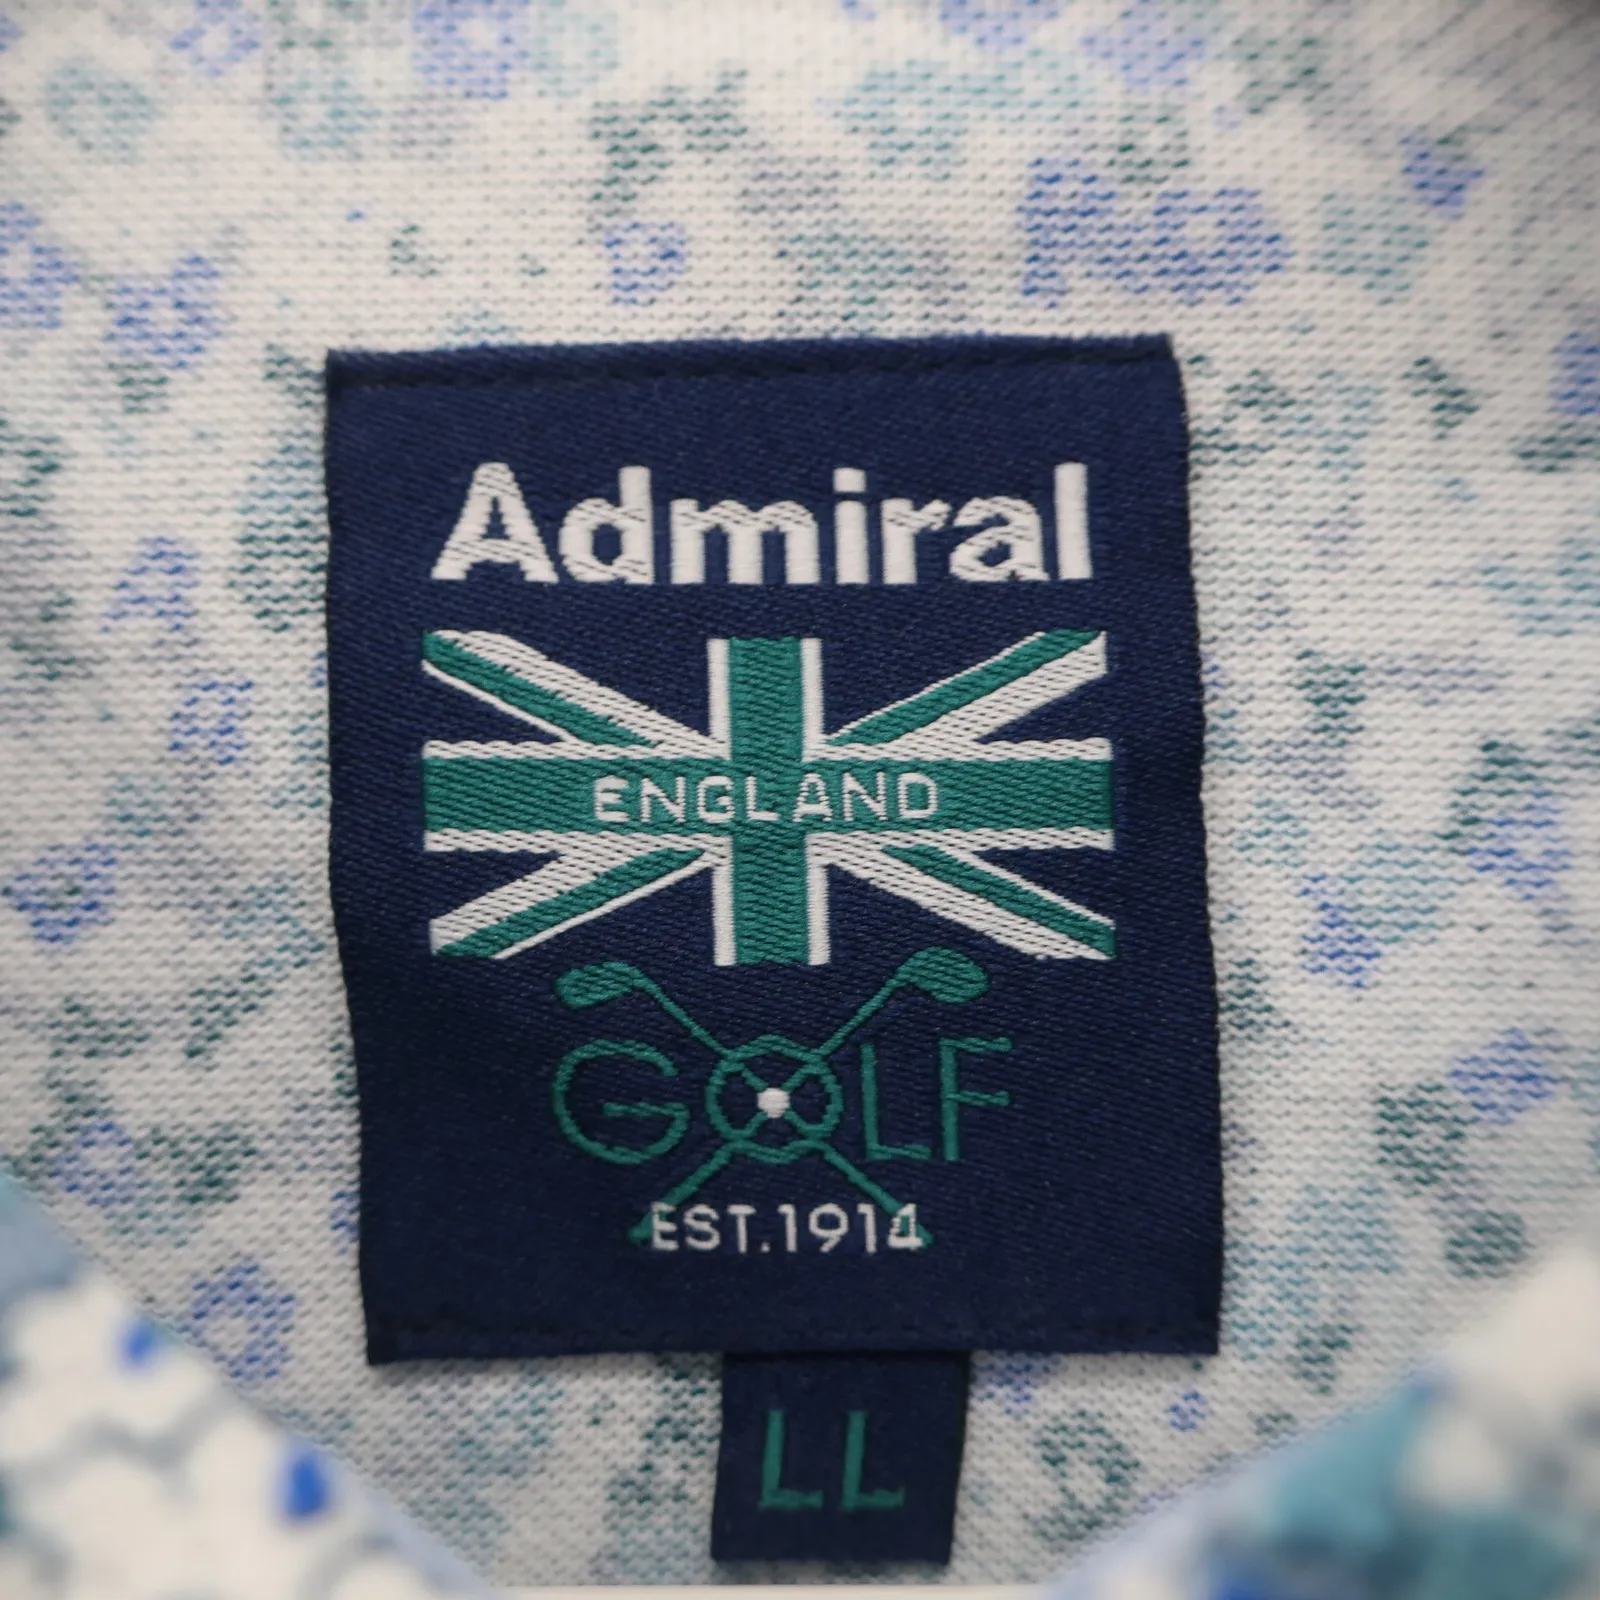 Admiral
ENGLAND
GOLF
EST.1914
LL